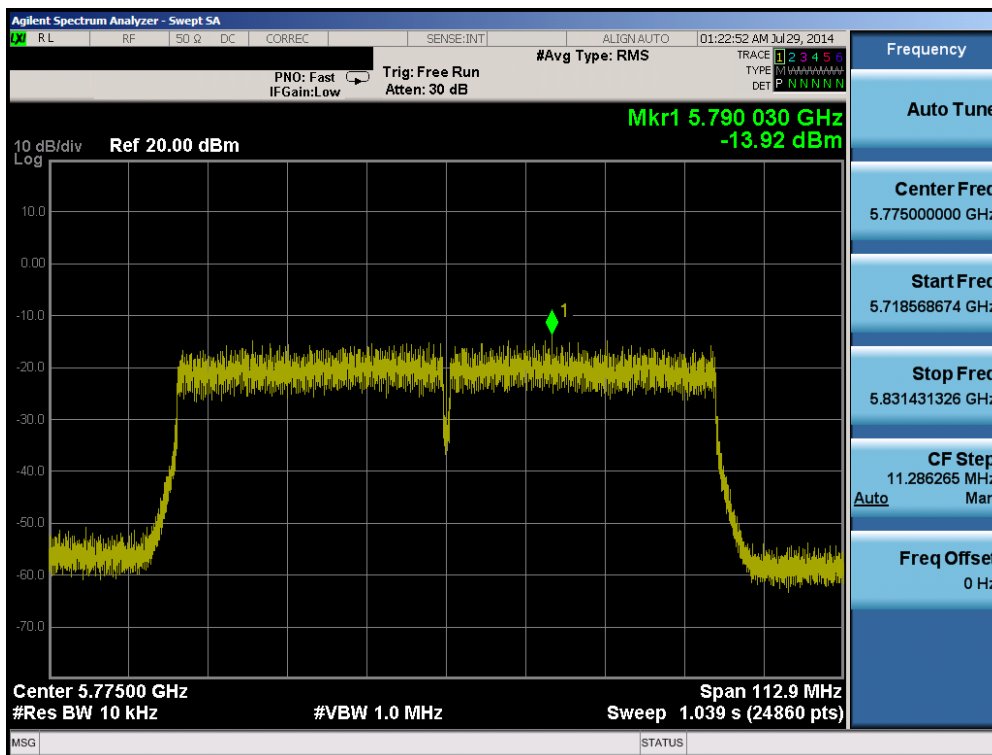 Agilent Spectrum Analyzer - Swept SA
LXI RL RF 50 Ω DC CORREC SENSE:INT ALIGN AUTO 01:22:52 AM Jul 29, 2014
#Avg Type: RMS
TRACE 1 2 3 4 5 6
TYPE M WWWWW
DET P N N N N N
PNO: Fast
IFGain:Low
Trig: Free Run
Atten: 30 dB
Mkr1 5.790 030 GHz
-13.92 dBm
10 dB/div
Log
Ref 20.00 dBm
10.0
0.00
-10.0
-20.0
-30.0
-40.0
-50.0
-60.0
-70.0
1
Center 5.77500 GHz
Span 112.9 MHz
#Res BW 10 kHz
#VBW 1.0 MHz
Sweep 1.039 s (24860 pts)
MSG
STATUS
Frequency
Auto Tune
Center Freq
5.775000000 GHz
Start Freq
5.718568674 GHz
Stop Freq
5.831431326 GHz
CF Step
11.286265 MHz
Auto Man
Freq Offset
0 Hz